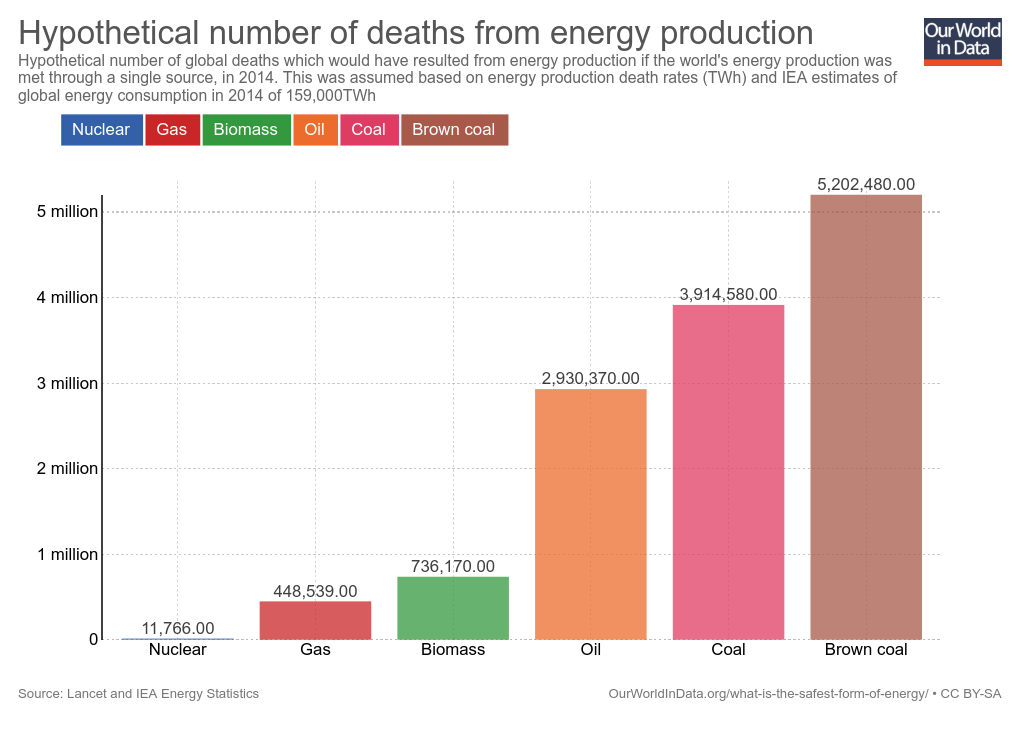 Hypothetical number of deaths from energy production
Our World
in Data
Hypothetical number of global deaths which would have resulted from energy production if the world's energy production was
met through a single source, in 2014. This was assumed based on energy production death rates (TWh) and IEA estimates of
global energy consumption in 2014 of 159,000TWh
Nuclear Gas Biomass Oil Coal Brown coal
5,202,480.00
5 million
4 million
3,914,580.00
3 million
2,930,370.00
2 million
1 million
736,170.00
448,539.00
11,766.00
0
Nuclear Gas Biomass Oil Coal Brown coal
Source: Lancet and IEA Energy Statistics
OurWorldInData.org/what-is-the-safest-form-of-energy/ • CC BY-SA